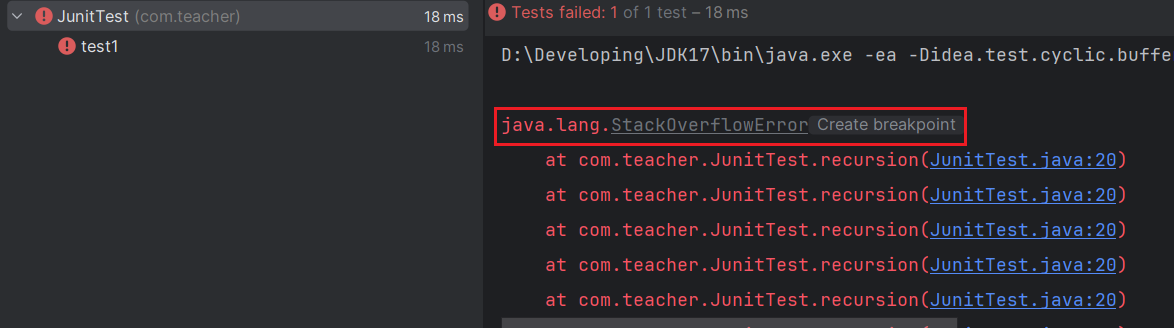 JunitTest (com.teacher) 18 ms
test1 18 ms
Tests failed: 1 of 1 test – 18 ms
D:\Developing\JDK17\bin\java.exe -ea -Didea.test.cyclic.buffe
java.lang.StackOverflowError Create breakpoint
at com.teacher.JunitTest.recursion(JunitTest.java:20)
at com.teacher.JunitTest.recursion(JunitTest.java:20)
at com.teacher.JunitTest.recursion(JunitTest.java:20)
at com.teacher.JunitTest.recursion(JunitTest.java:20)
at com.teacher.JunitTest.recursion(JunitTest.java:20)